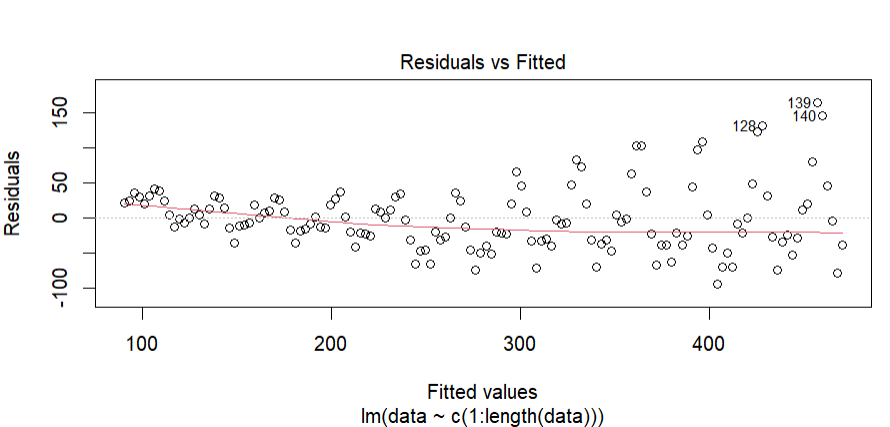 Residuals vs Fitted
Residuals
150
50
0
-100
139
140
128
100
200
300
400
Fitted values
lm(data ~ c(1:length(data)))